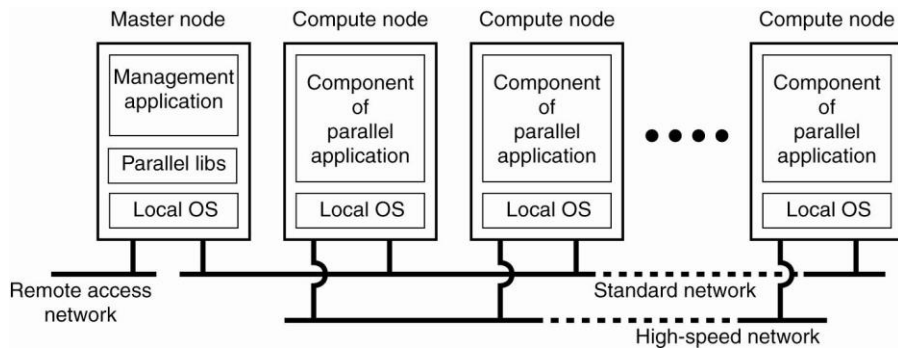 Master node
Compute node
Compute node
Compute node
Management
application
Parallel libs
Local OS
Component
of
parallel
application
Local OS
Component
of
parallel
application
Local OS
Component
of
parallel
application
Local OS
Remote access
network
Standard network
High-speed network